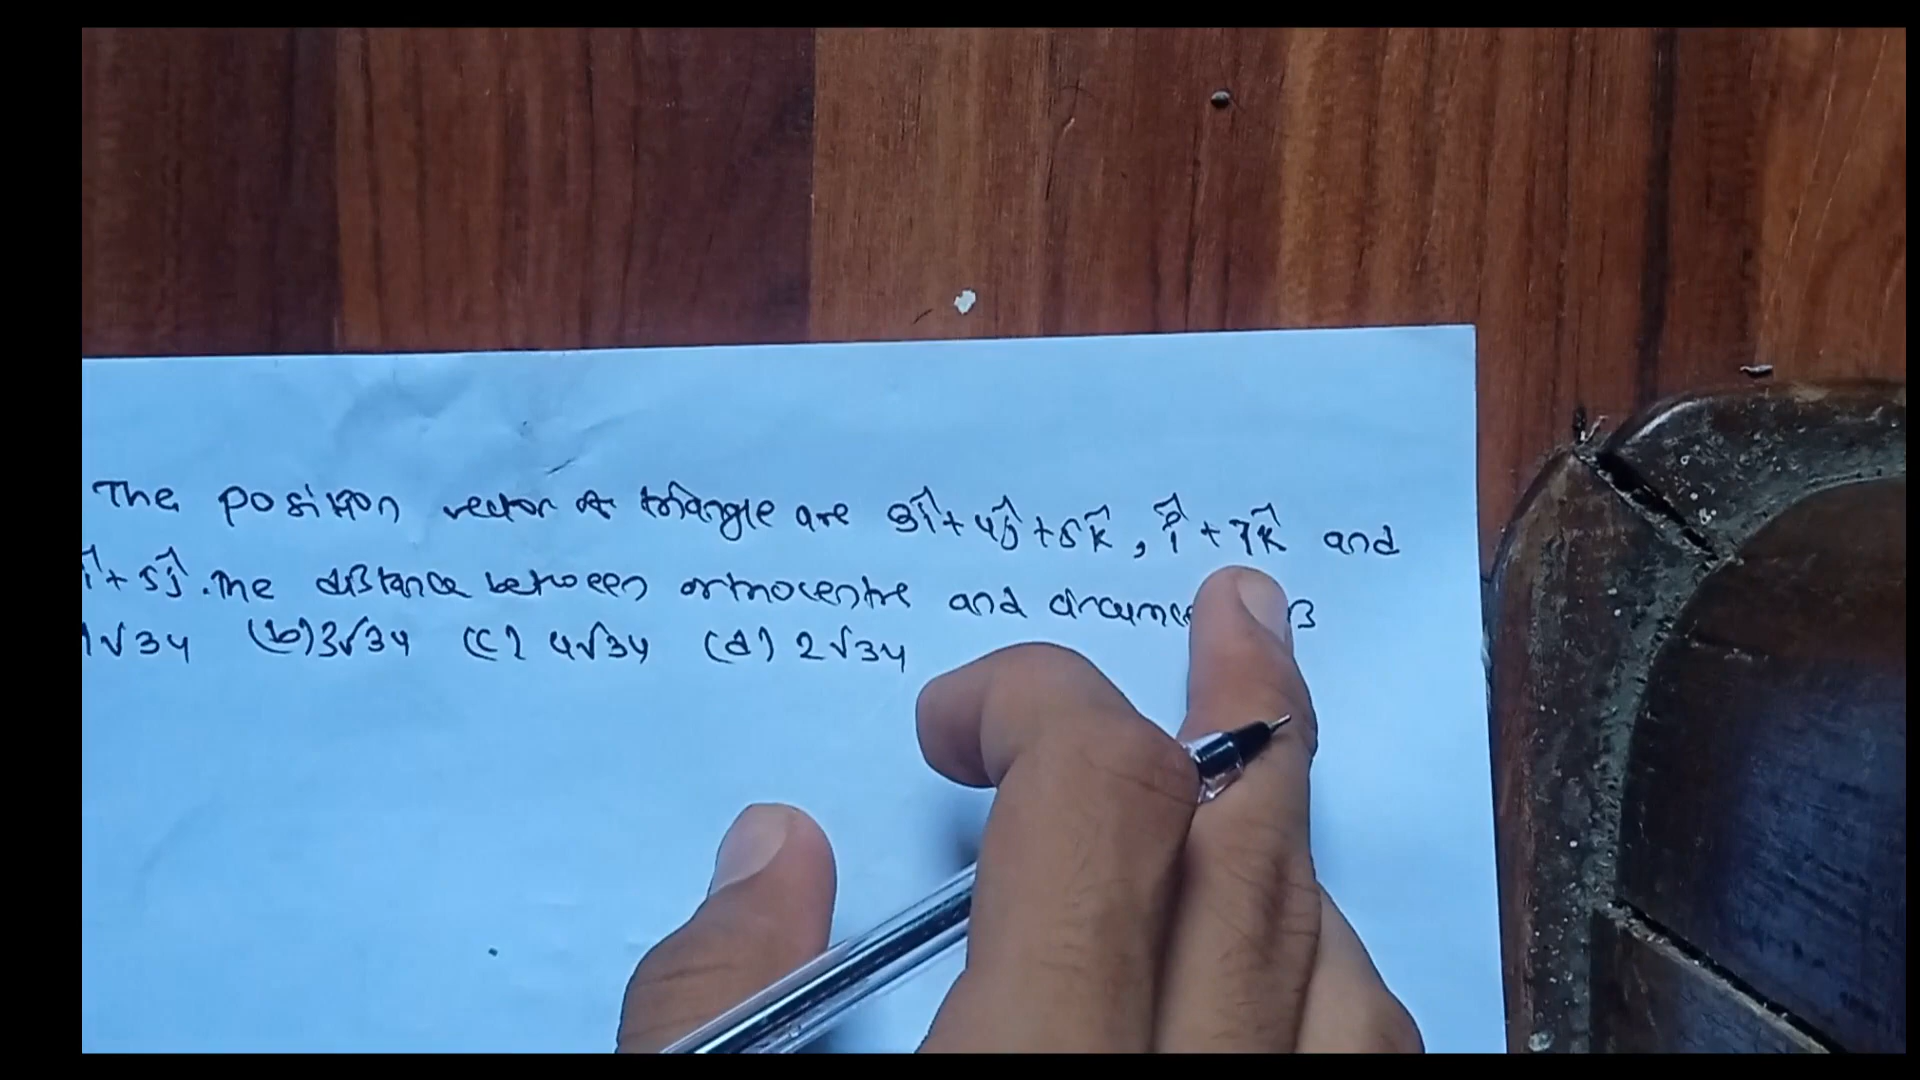 The position vector of triangle are 3î + 4ĵ + 5k̂, î + 7k̂ and
î + 5ĵ. The distance between orthocentre and is
√34 (b) 3√34 (c) 4√34 (d) 2√34